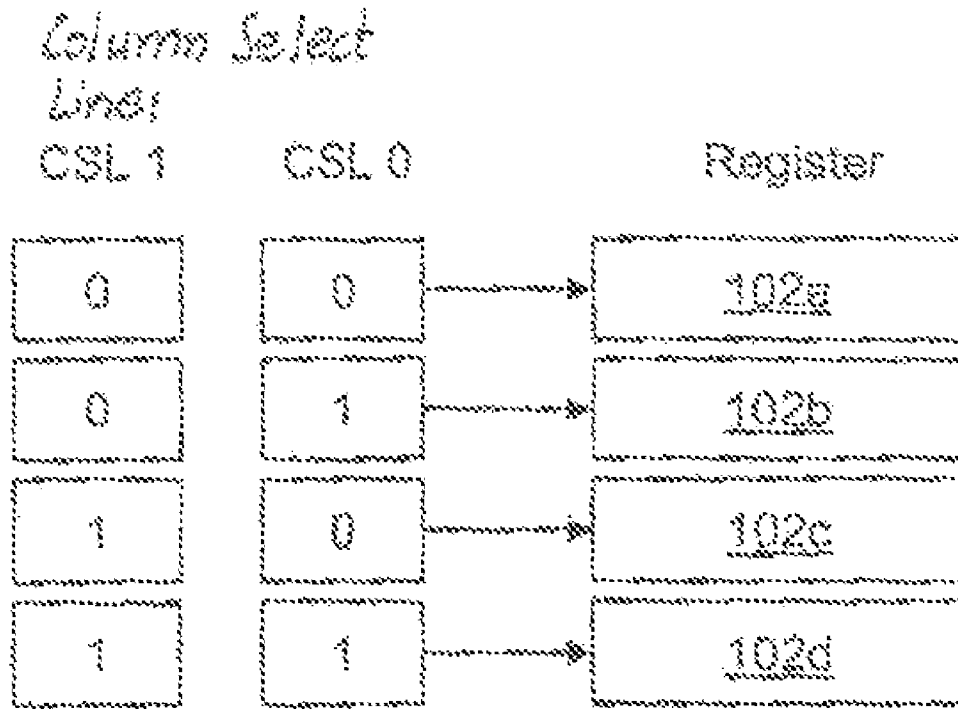 Column Select
Line:
CSL 1 CSL 0 Register
0 0 102a
0 1 102b
1 0 102c
1 1 102d